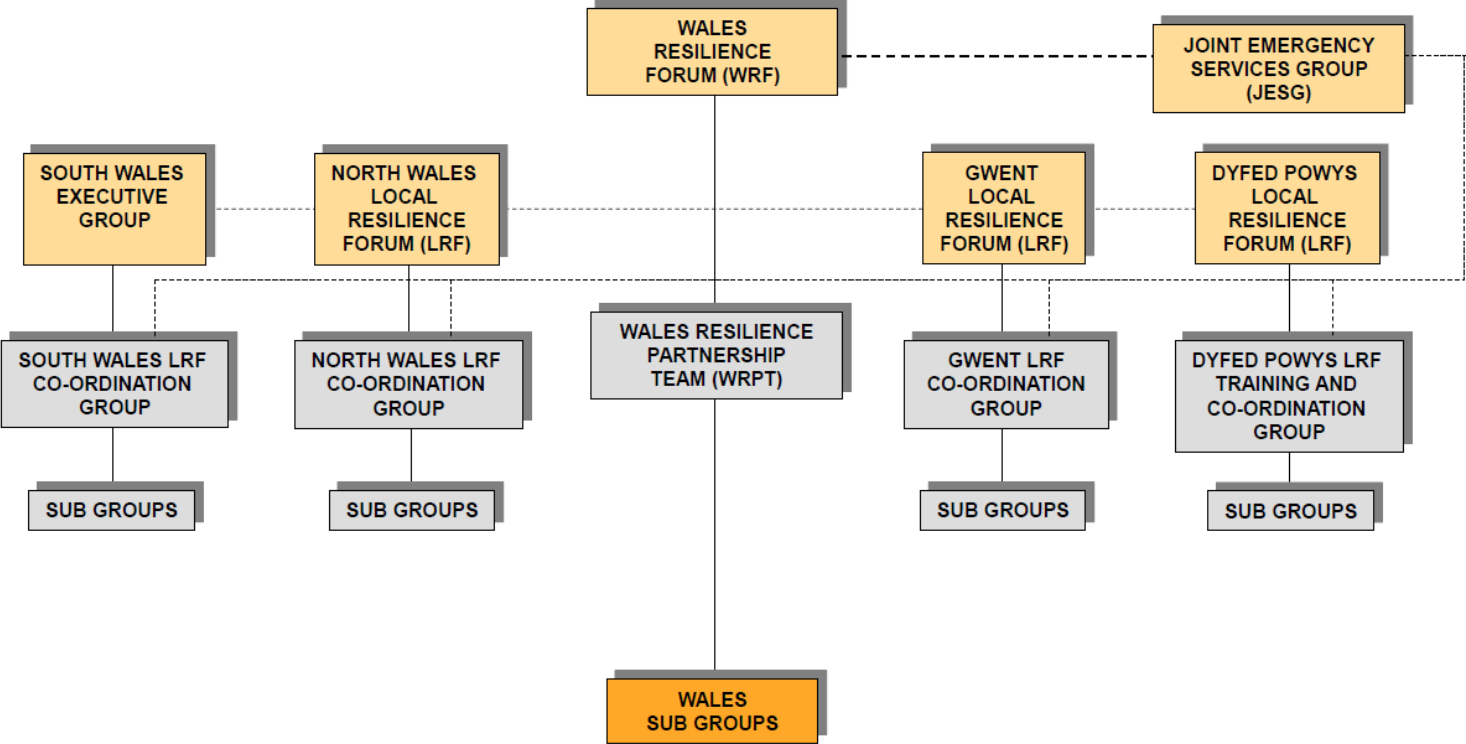 WALES
RESILIENCE
FORUM (WRF)
JOINT EMERGENCY
SERVICES GROUP
(JESG)
SOUTH WALES
EXECUTIVE
GROUP
NORTH WALES
LOCAL
RESILIENCE
FORUM (LRF)
GWENT
LOCAL
RESILIENCE
FORUM (LRF)
DYFED POWYS
LOCAL
RESILIENCE
FORUM (LRF)
SOUTH WALES LRF
CO-ORDINATION
GROUP
NORTH WALES LRF
CO-ORDINATION
GROUP
WALES RESILIENCE
PARTNERSHIP
TEAM (WRPT)
GWENT LRF
CO-ORDINATION
GROUP
DYFED POWYS LRF
TRAINING AND
CO-ORDINATION
GROUP
SUB GROUPS
SUB GROUPS
SUB GROUPS
SUB GROUPS
WALES
SUB GROUPS